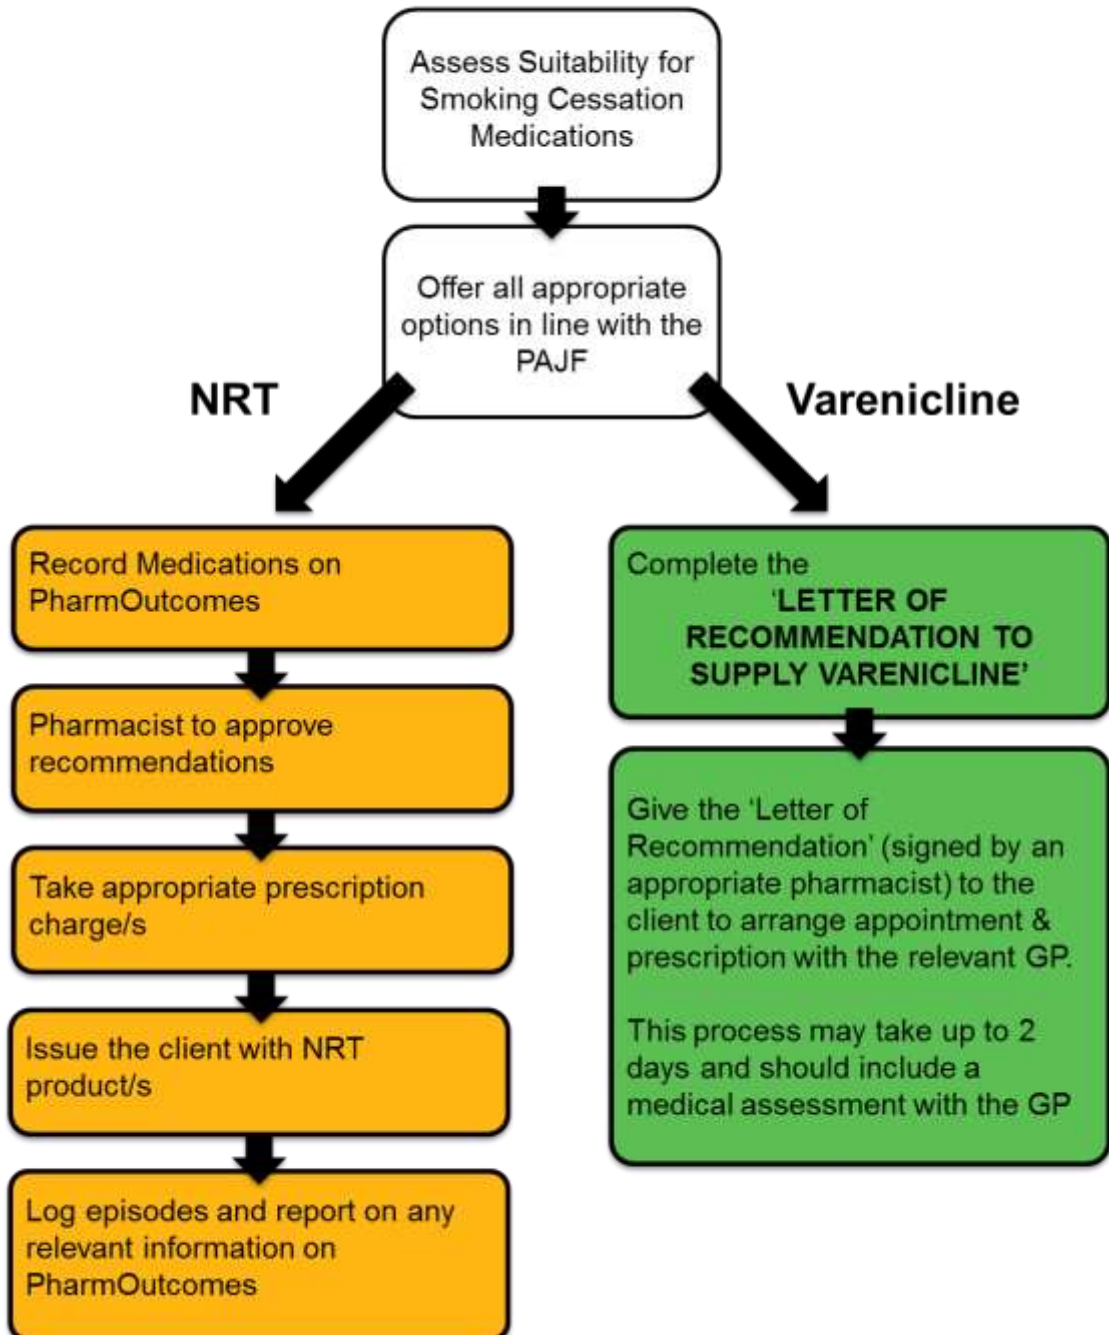 Assess Suitability for
Smoking Cessation
Medications
Offer all appropriate
options in line with the
PAJF
NRT
Varenicline
Record Medications on
PharmOutcomes
Pharmacist to approve
recommendations
Take appropriate prescription
charge/s
Issue the client with NRT
product/s
Log episodes and report on any
relevant information on
PharmOutcomes
Complete the
‘LETTER OF
RECOMMENDATION TO
SUPPLY VARENICLINE’
Give the ‘Letter of
Recommendation’ (signed by an
appropriate pharmacist) to the
client to arrange appointment &
prescription with the relevant GP.
This process may take up to 2
days and should include a
medical assessment with the GP